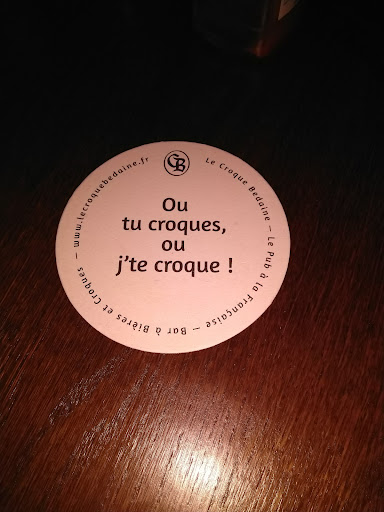 CB
Le Croque Bedaine – Le Pub à la Française – Bar à Bières et Croques – www.lecroquebedaine.fr
Ou
tu croques,
ou
j'te croque !